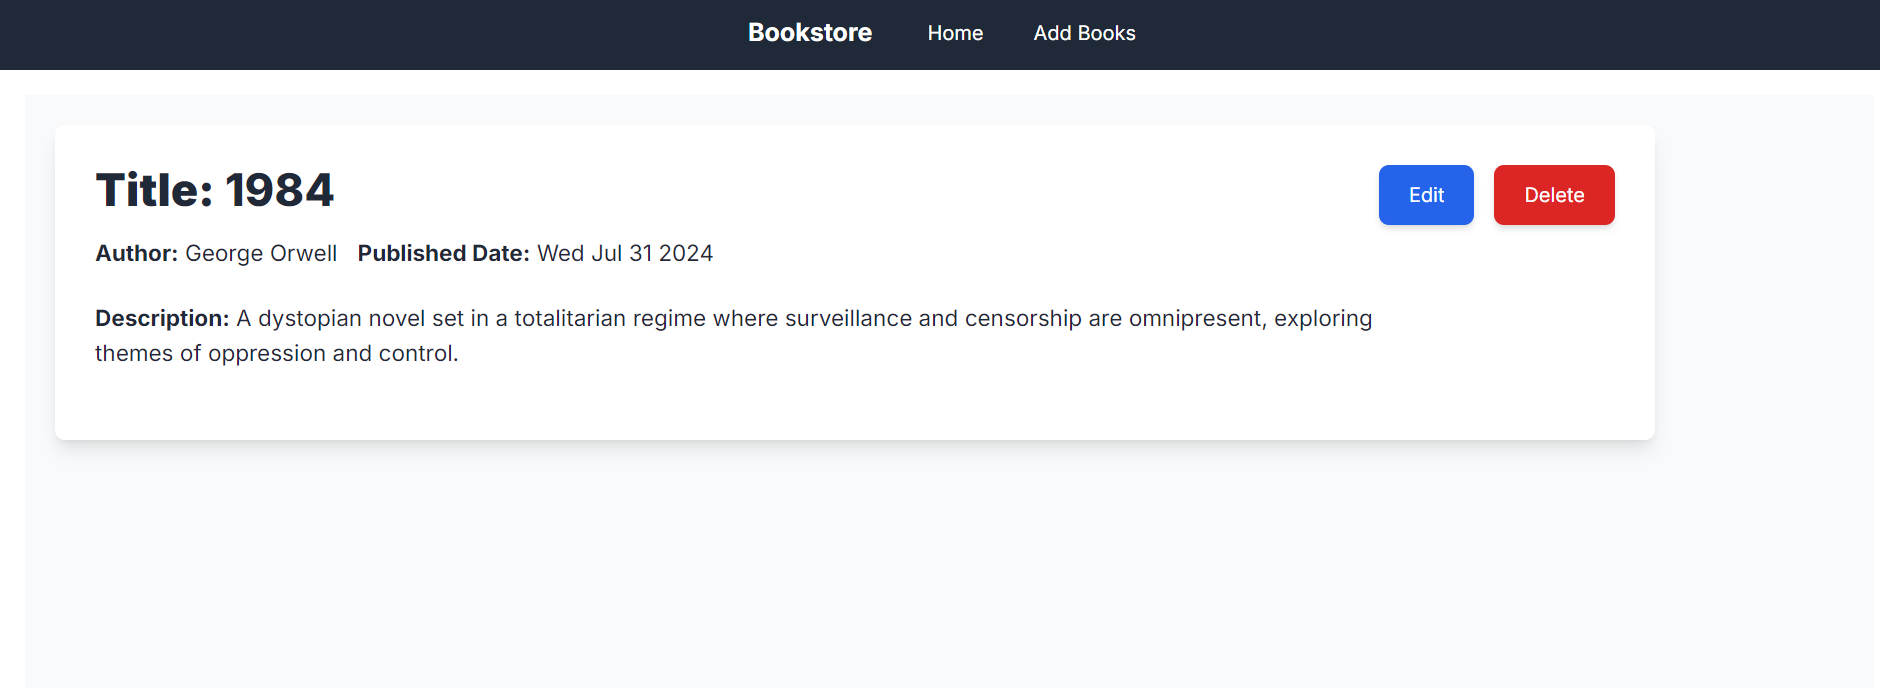 Bookstore Home Add Books
Title: 1984
Edit Delete
Author: George Orwell Published Date: Wed Jul 31 2024
Description: A dystopian novel set in a totalitarian regime where surveillance and censorship are omnipresent, exploring
themes of oppression and control.